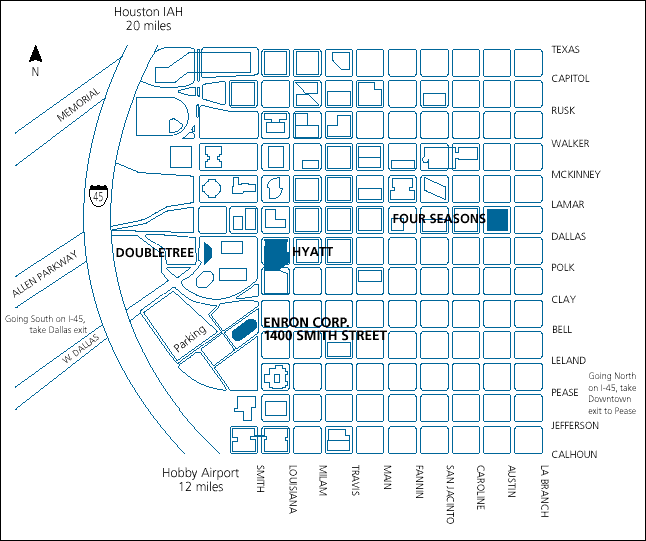 Houston IAH
20 miles
N
TEXAS
CAPITOL
MEMORIAL
RUSK
WALKER
MCKINNEY
45
LAMAR
FOUR SEASONS
DALLAS
DOUBLETREE
HYATT
ALLEN PARKWAY
POLK
CLAY
Going South on I-45,
take Dallas exit
ENRON CORP.
1400 SMITH STREET
BELL
Parking
W. DALLAS
LELAND
Going North
on I-45, take
Downtown
exit to Pease
PEASE
JEFFERSON
CALHOUN
Hobby Airport
12 miles
SMITH
LOUISIANA
MILAM
TRAVIS
MAIN
FANNIN
SAN JACINTO
CAROLINE
AUSTIN
LA BRANCH